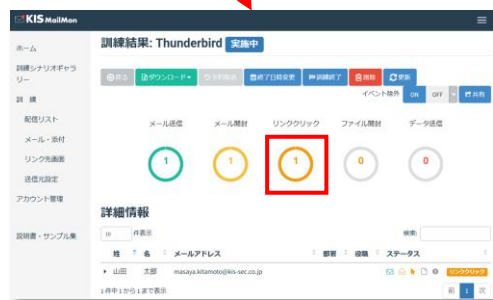 KIS MailMon
ホーム
訓練シナリオギャラリー
訓 練
配信リスト
メール・添付
リンク先画面
送信元設定
アカウント管理
説明書・サンプル集
訓練結果: Thunderbird 実施中
戻る ダウンロード 予約取消 終了日時変更 訓練終了 削除 更新
イベント除外 ON OFF 共有
メール送信 メール開封 リンククリック ファイル開封 データ送信
1 1 1 0 0
詳細情報
10 件表示 検索:
姓 名 メールアドレス 部署 役職 ステータス
山田 太郎 masaya.kitamoto@kis-sec.co.jp リンククリック
1 件中 1 から 1 まで表示 前 1 次